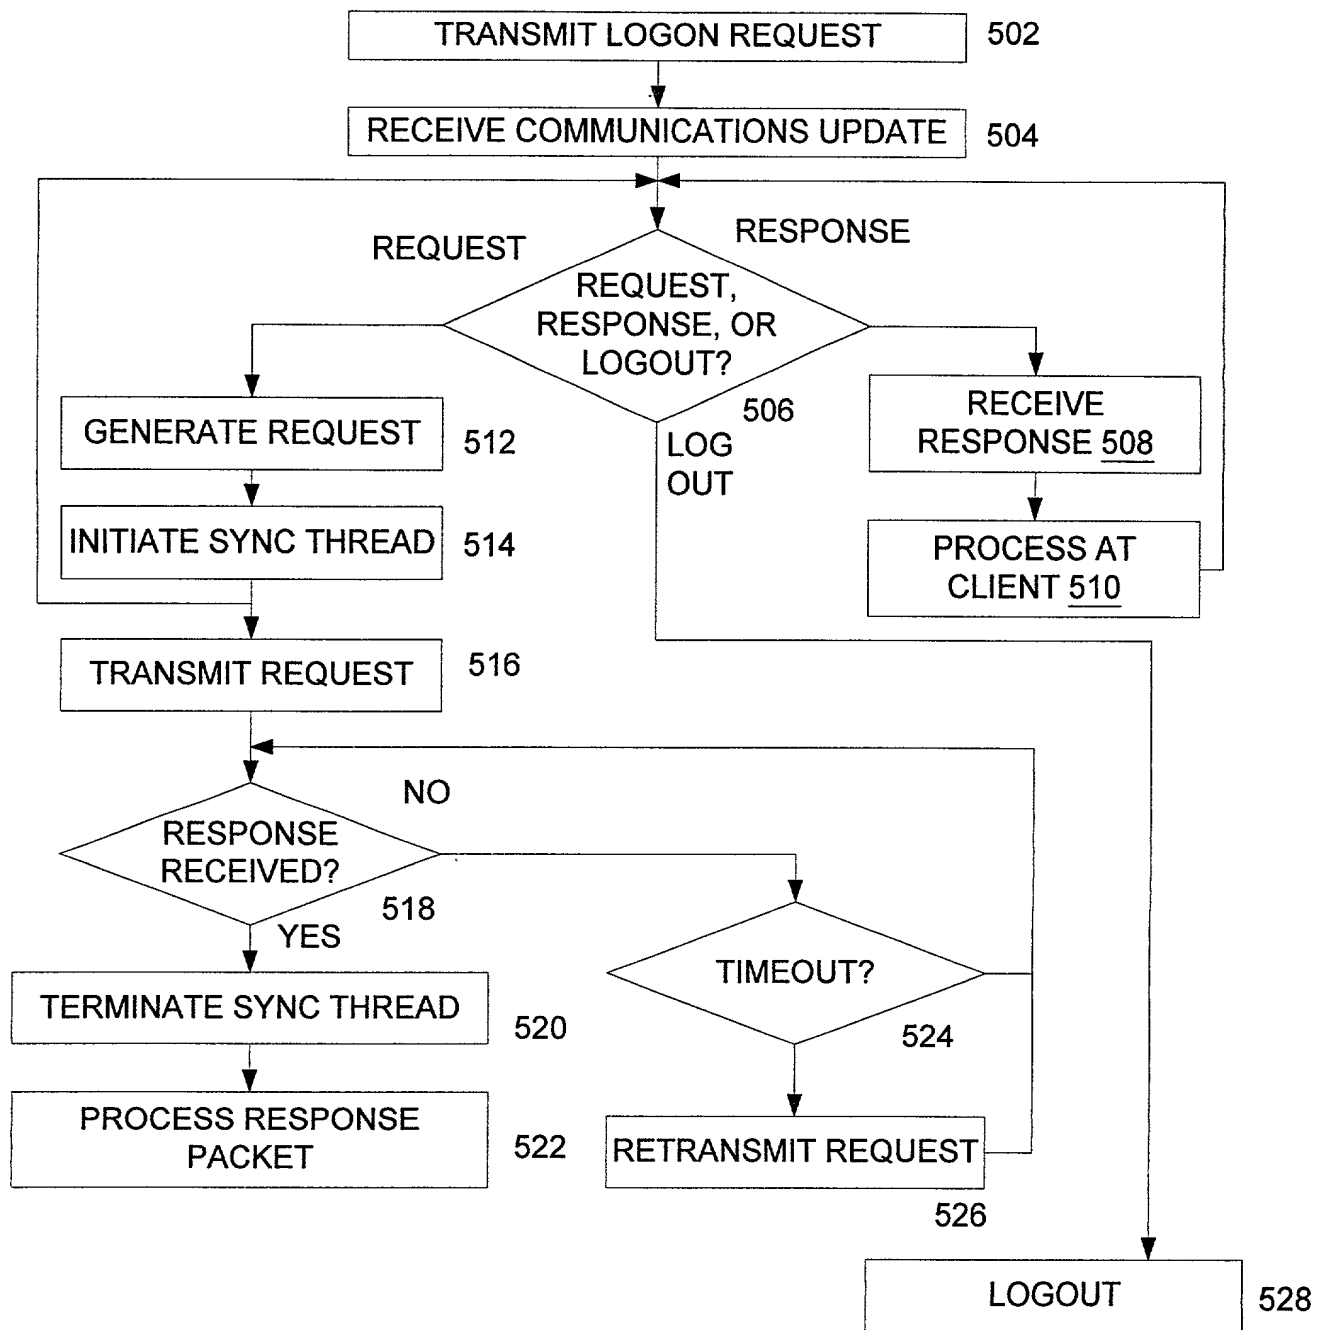 TRANSMIT LOGON REQUEST
502
RECEIVE COMMUNICATIONS UPDATE
504
REQUEST
RESPONSE
REQUEST,
RESPONSE, OR
LOGOUT?
506
LOG
OUT
RECEIVE
RESPONSE 508
PROCESS AT
CLIENT 510
GENERATE REQUEST
512
INITIATE SYNC THREAD
514
TRANSMIT REQUEST
516
RESPONSE
RECEIVED?
518
NO
YES
TERMINATE SYNC THREAD
520
PROCESS RESPONSE
PACKET
522
TIMEOUT?
524
RETRANSMIT REQUEST
526
LOGOUT
528